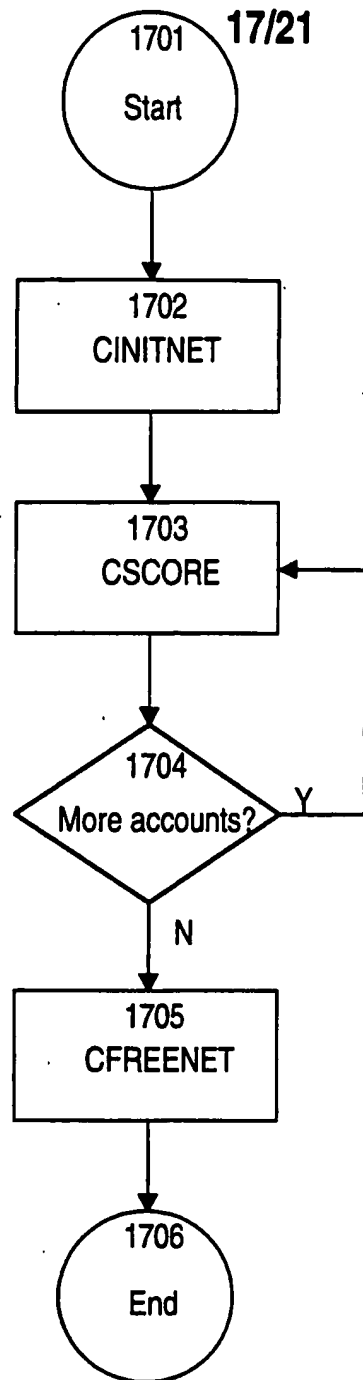 17/21
1701
Start
1702
CINITNET
1703
CSCORE
1704
More accounts?
Y
N
1705
CFREENET
1706
End